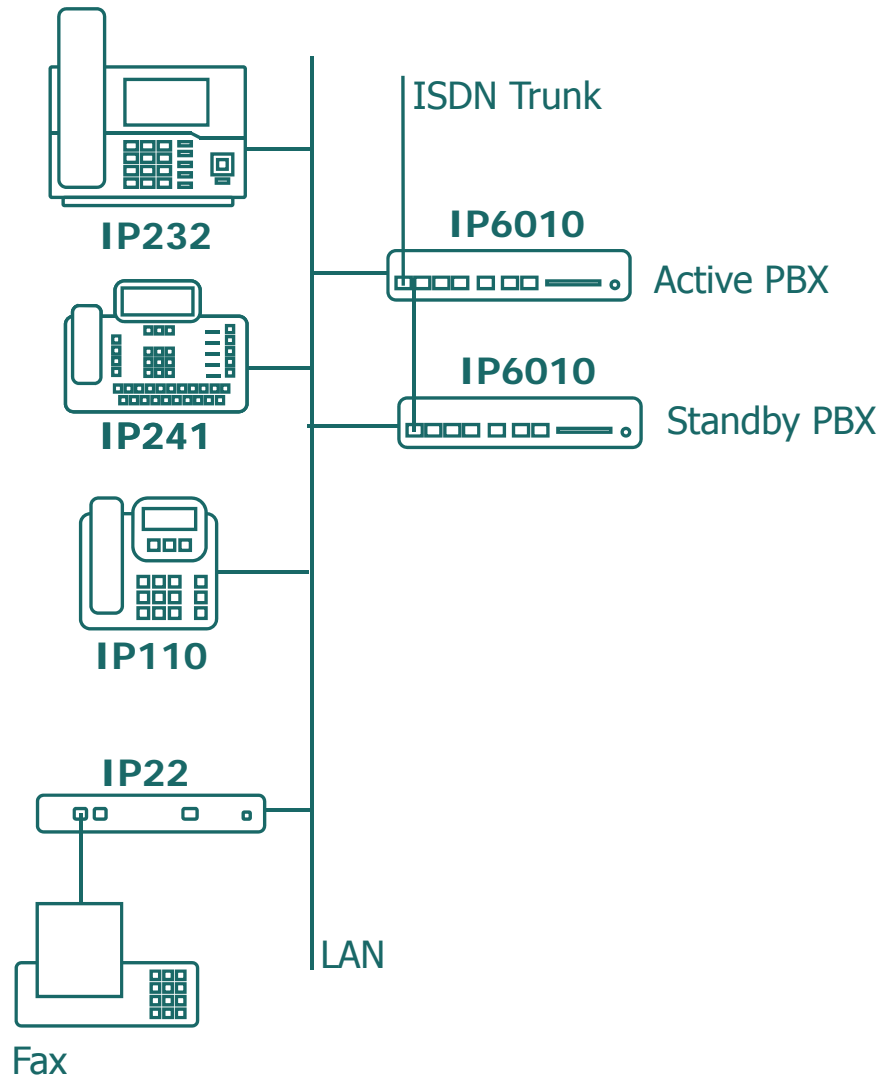 ISDN Trunk
IP232
IP6010
Active PBX
IP6010
Standby PBX
IP241
IP110
IP22
LAN
Fax